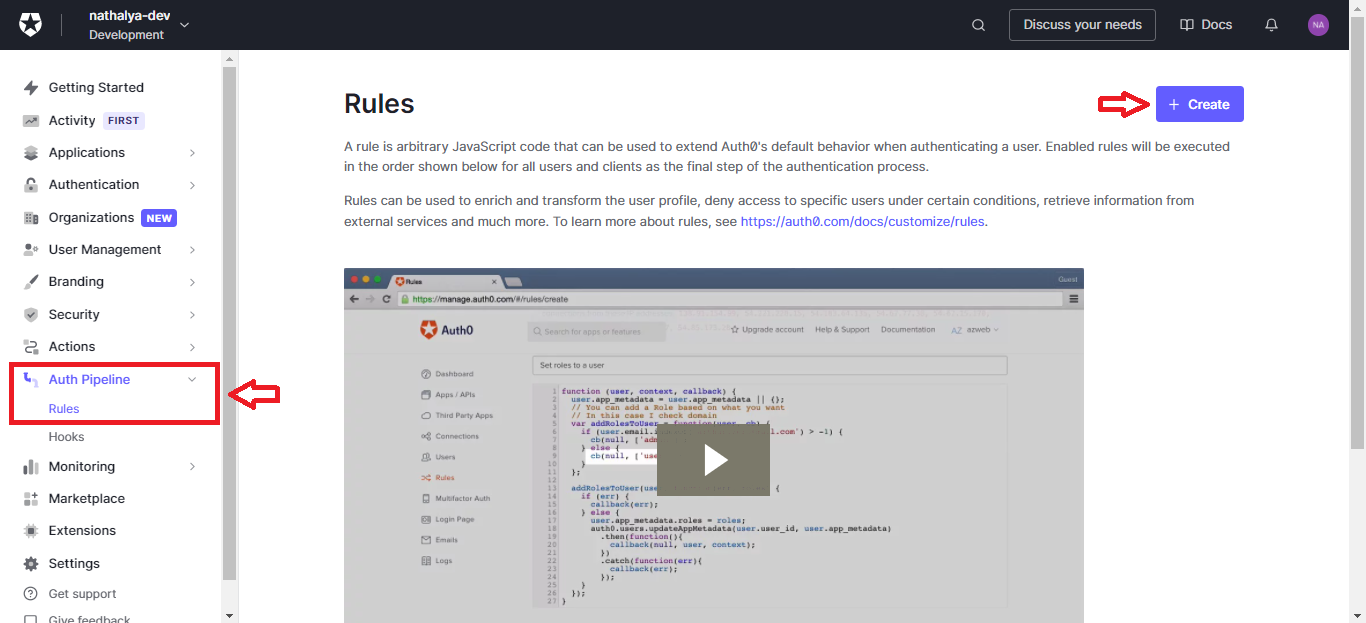 nathalya-dev
Development
Discuss your needs
Docs
NA
Getting Started
Activity FIRST
Applications
Authentication
Organizations NEW
User Management
Branding
Security
Actions
Auth Pipeline
Rules
Hooks
Monitoring
Marketplace
Extensions
Settings
Get support
Give feedback
Rules
+ Create
A rule is arbitrary JavaScript code that can be used to extend Auth0's default behavior when authenticating a user. Enabled rules will be executed
in the order shown below for all users and clients as the final step of the authentication process.
Rules can be used to enrich and transform the user profile, deny access to specific users under certain conditions, retrieve information from
external services and much more. To learn more about rules, see https://auth0.com/docs/customize/rules.
Rules
Guest
https://manage.auth0.com/#/rules/create
Auth0
Search for apps or features
Upgrade account
Help & Support
Documentation
AZ azweb
Dashboard
Apps / APIs
Third Party Apps
Connections
Users
Rules
Multifactor Auth
Login Page
Emails
Logs
Set roles to a user
1 function (user, context, callback) {
2 user.app_metadata = user.app_metadata || {};
3 // You can add a Role based on what you want
4 // In this case I check domain
5 var addRolesToUser = function(user, cb) {
6 if (user.email.i l.com') > -1) {
7 cb(null, ['adm
8 } else {
9 cb(null, ['use
10 }
11 };
12
13 addRolesToUser(use {
14 if (err) {
15 callback(err);
16 } else {
17 user.app_metadata.roles = roles;
18 auth0.users.updateAppMetadata(user.user_id, user.app_metadata)
19 .then(function(){
20 callback(null, user, context);
21 })
22 .catch(function(err){
23 callback(err);
24 });
25 }
26 });
27 }